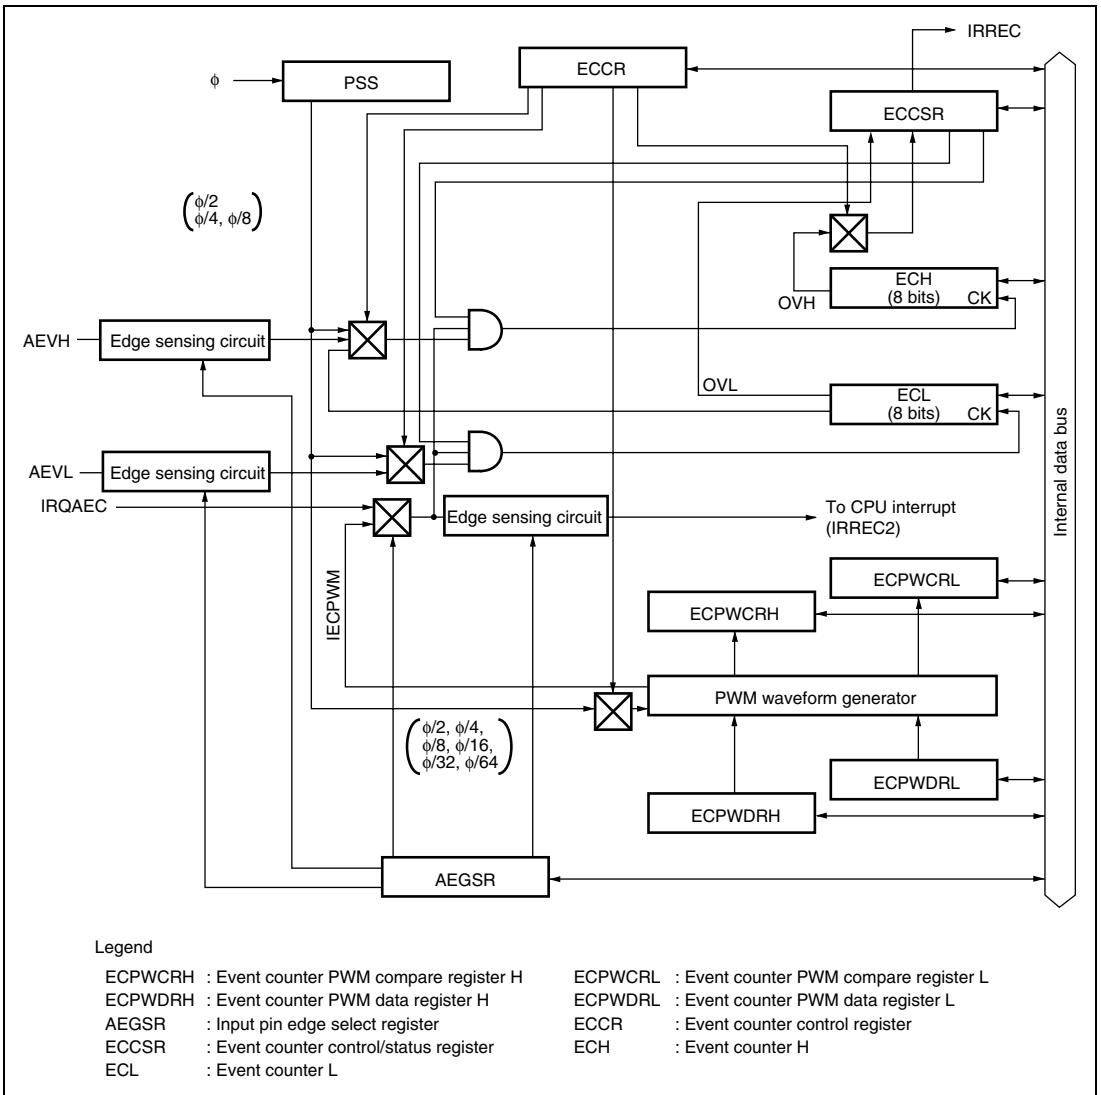 IRREC
ECCR
φ
PSS
ECCSR
φ/2
φ/4, φ/8
ECH
(8 bits)
CK
OVH
AEVH
Edge sensing circuit
OVL
ECL
(8 bits)
CK
AEVL
Edge sensing circuit
IRQAEC
Edge sensing circuit
To CPU interrupt
(IRREC2)
Internal data bus
ECPWCRL
IECPWM
ECPWCRH
PWM waveform generator
φ/2, φ/4,
φ/8, φ/16,
φ/32, φ/64
ECPWDRL
ECPWDRH
AEGSR
Legend
ECPWCRH : Event counter PWM compare register H
ECPWCRL : Event counter PWM compare register L
ECPWDRH : Event counter PWM data register H
ECPWDRL : Event counter PWM data register L
AEGSR : Input pin edge select register
ECCR : Event counter control register
ECCSR : Event counter control/status register
ECH : Event counter H
ECL : Event counter L